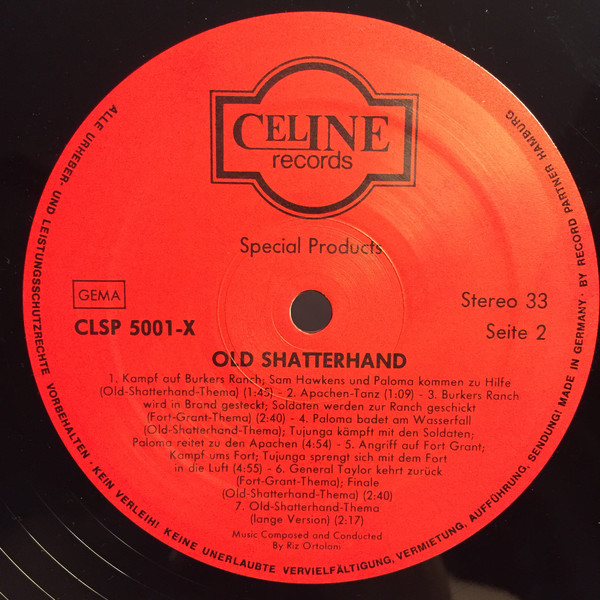 CELINE
records
Special Products
GEMA
CLSP 5001-X
Stereo 33
Seite 2
OLD SHATTERHAND
1. Kampf auf Burkers Ranch; Sam Hawkens und Paloma kommen zu Hilfe
(Old-Shatterhand-Thema) (1:45) - 2. Apachen-Tanz (1:09) - 3. Burkers Ranch
wird in Brand gesteckt; Soldaten werden zur Ranch geschickt
(Fort-Grant-Thema) (2:40) - 4. Paloma badet am Wasserfall
(Old-Shatterhand-Thema); Tujunga kämpft mit den Soldaten;
Paloma reitet zu den Apachen (4:54) - 5. Angriff auf Fort Grant;
Kampf ums Fort; Tujunga sprengt sich mit dem Fort
in die Luft (4:55) - 6. General Taylor kehrt zurück
(Fort-Grant-Thema); Finale
(Old-Shatterhand-Thema) (2:40)
7. Old-Shatterhand-Thema
(lange Version) (2:17)
Music Composed and Conducted
By Riz Ortolani
ALLE URHEBER- UND LEISTUNGSSCHUTZRECHTE VORBEHALTEN · KEIN VERLEIH! KEINE UNERLAUBTE VERVIELFÄLTIGUNG, VERMIETUNG, AUFFÜHRUNG, SENDUNG! MADE IN GERMANY · BY RECORD PARTNER HAMBURG